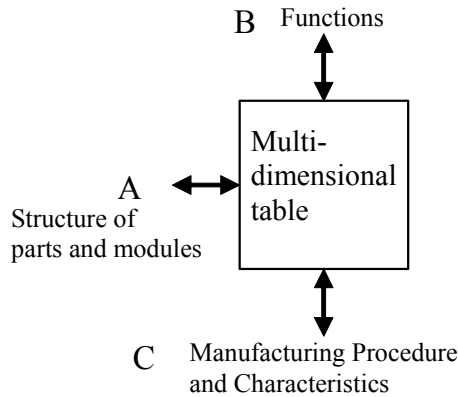 B Functions
Multi-
dimensional
table
A
Structure of
parts and modules
C Manufacturing Procedure
and Characteristics